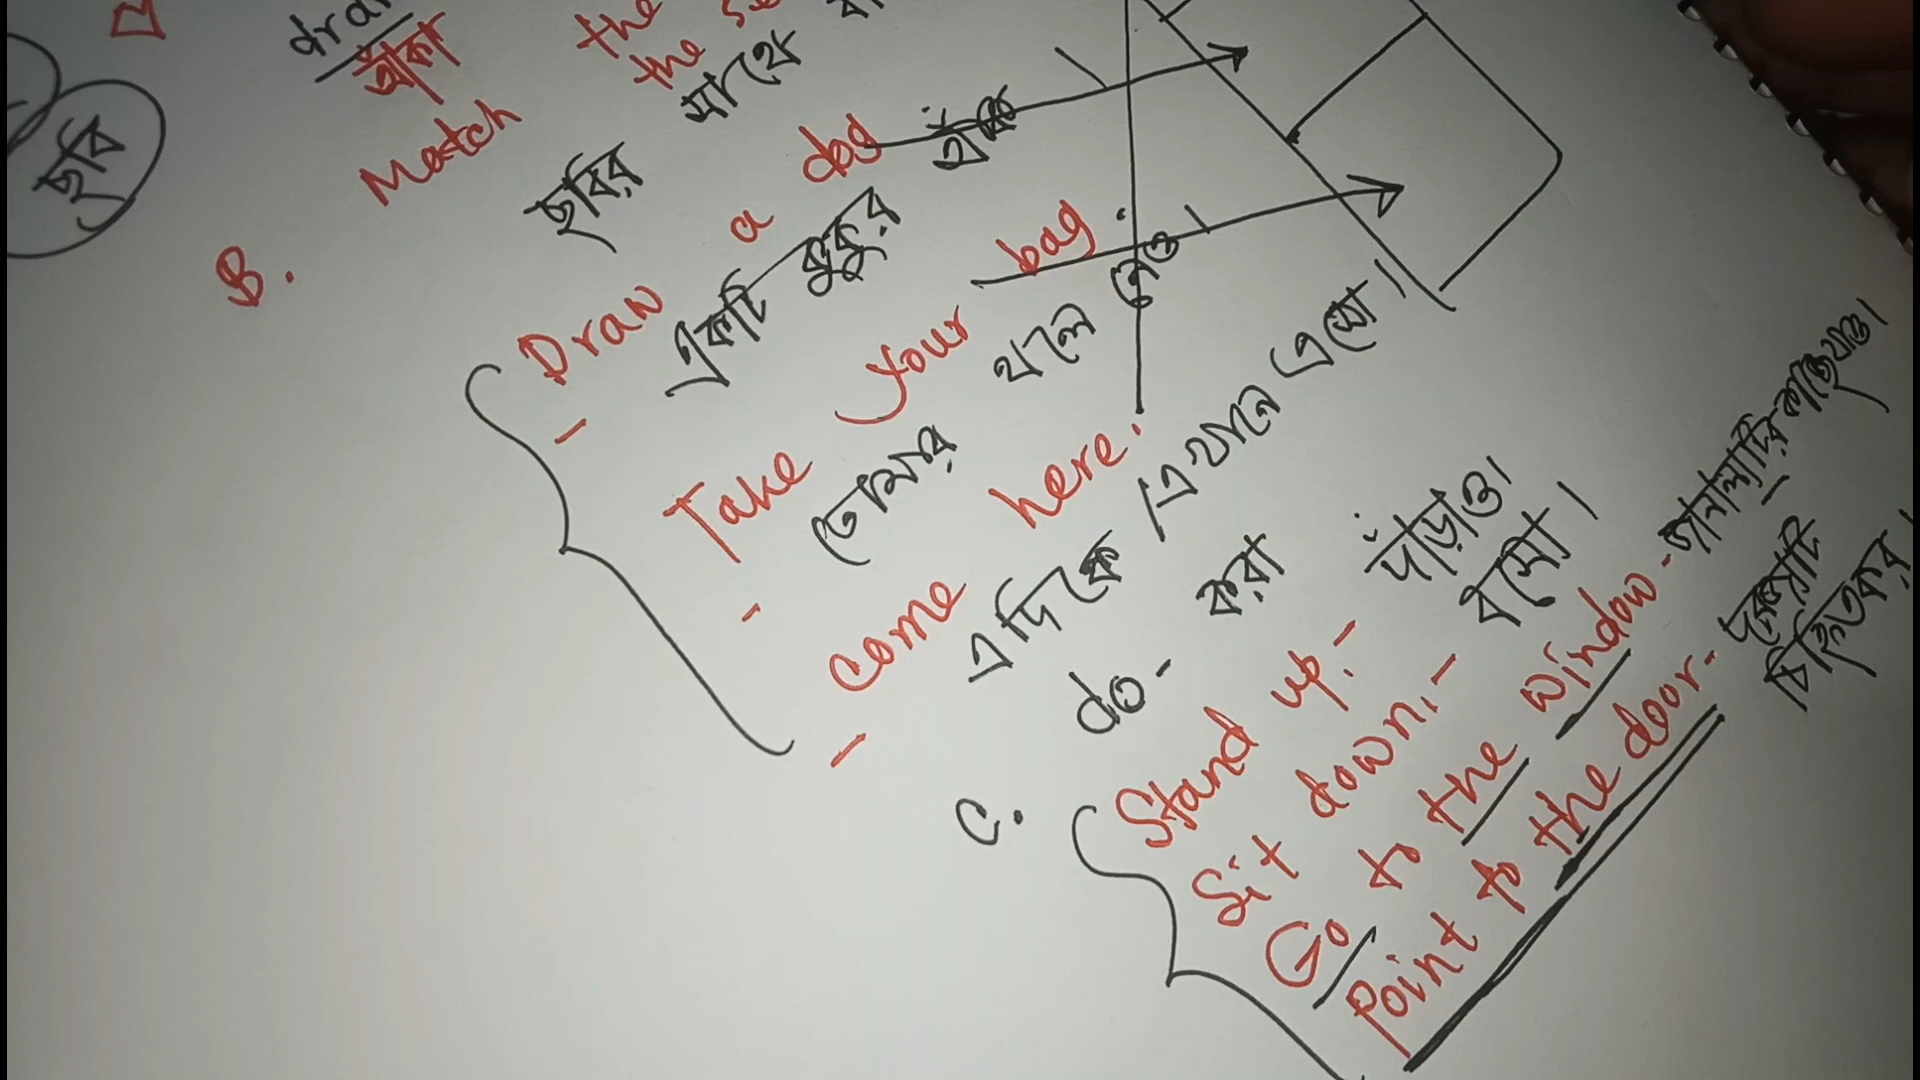 আঁকা
ছবি
B. Match the
the
ছবির সাথে
Draw a dog
একটি কুকুর আঁক
Take your bag.
তোমার থলে নেও
come here.
এদিকে / এখানে এসো।
C. do - করা
Stand up. - দাঁড়াও।
Sit down. - বসো।
Go to the window - জানালাটির কাছে যাও।
Point to the door. - দরজাটি চিহ্নিত কর।